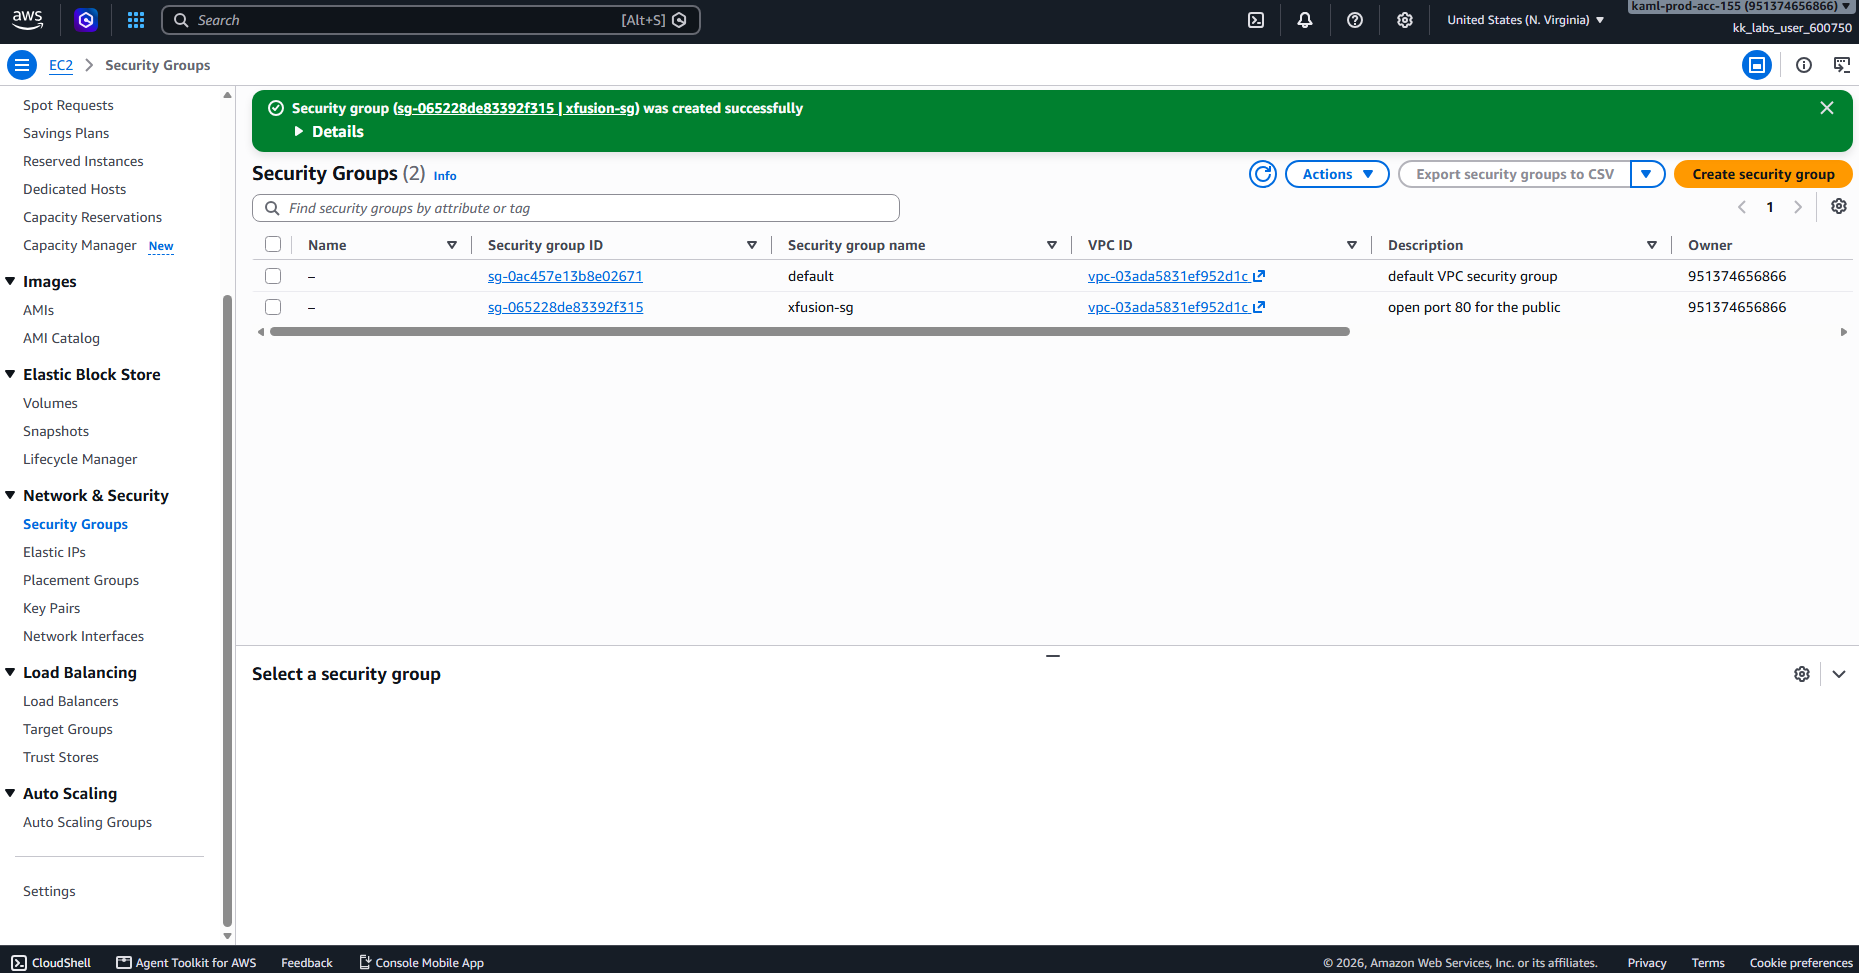 aws
Search [Alt+S]
United States (N. Virginia)
kaml-prod-acc-155 (951374656866)
kk_labs_user_600750
EC2 > Security Groups
Spot Requests
Savings Plans
Reserved Instances
Dedicated Hosts
Capacity Reservations
Capacity Manager New
Images
AMIs
AMI Catalog
Elastic Block Store
Volumes
Snapshots
Lifecycle Manager
Network & Security
Security Groups
Elastic IPs
Placement Groups
Key Pairs
Network Interfaces
Load Balancing
Load Balancers
Target Groups
Trust Stores
Auto Scaling
Auto Scaling Groups
Settings
Security group (sg-065228de83392f315 | xfusion-sg) was created successfully
Details
Security Groups (2) Info
Actions
Export security groups to CSV
Create security group
Find security groups by attribute or tag
1
Name Security group ID Security group name VPC ID Description Owner
– sg-0ac457e13b8e02671 default vpc-03ada5831ef952d1c default VPC security group 951374656866
– sg-065228de83392f315 xfusion-sg vpc-03ada5831ef952d1c open port 80 for the public 951374656866
Select a security group
CloudShell Agent Toolkit for AWS Feedback Console Mobile App
© 2026, Amazon Web Services, Inc. or its affiliates. Privacy Terms Cookie preferences